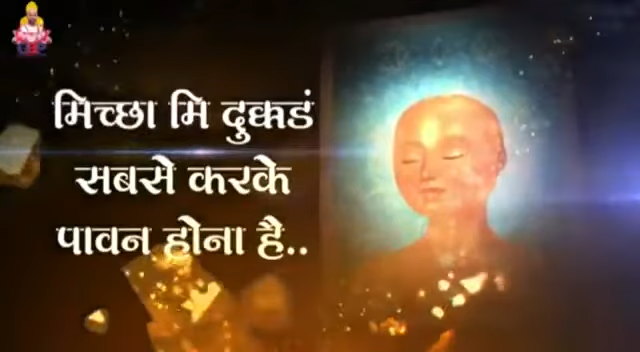 मिच्छा मि दुक्कडं
सबसे करके
पावन होना है..